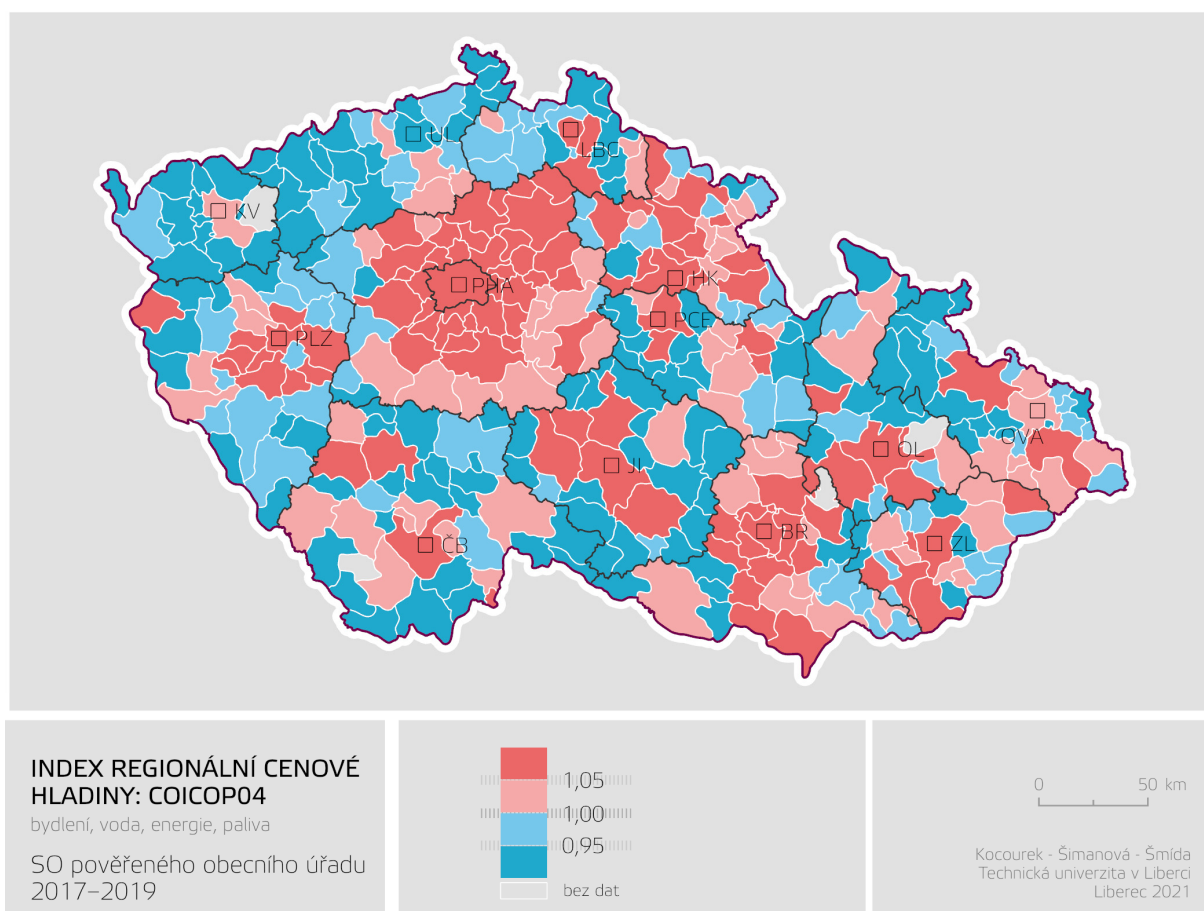 UL
LBC
KV
PHA
HK
PLZ
PCE
OVA
OL
JI
BR
ČB
ZL
INDEX REGIONÁLNÍ CENOVÉ
HLADINY: COICOP04
bydlení, voda, energie, paliva
SO pověřeného obecního úřadu
2017–2019
1,05
1,00
0,95
bez dat
0 50 km
Kocourek - Šimanová - Šmída
Technická univerzita v Liberci
Liberec 2021